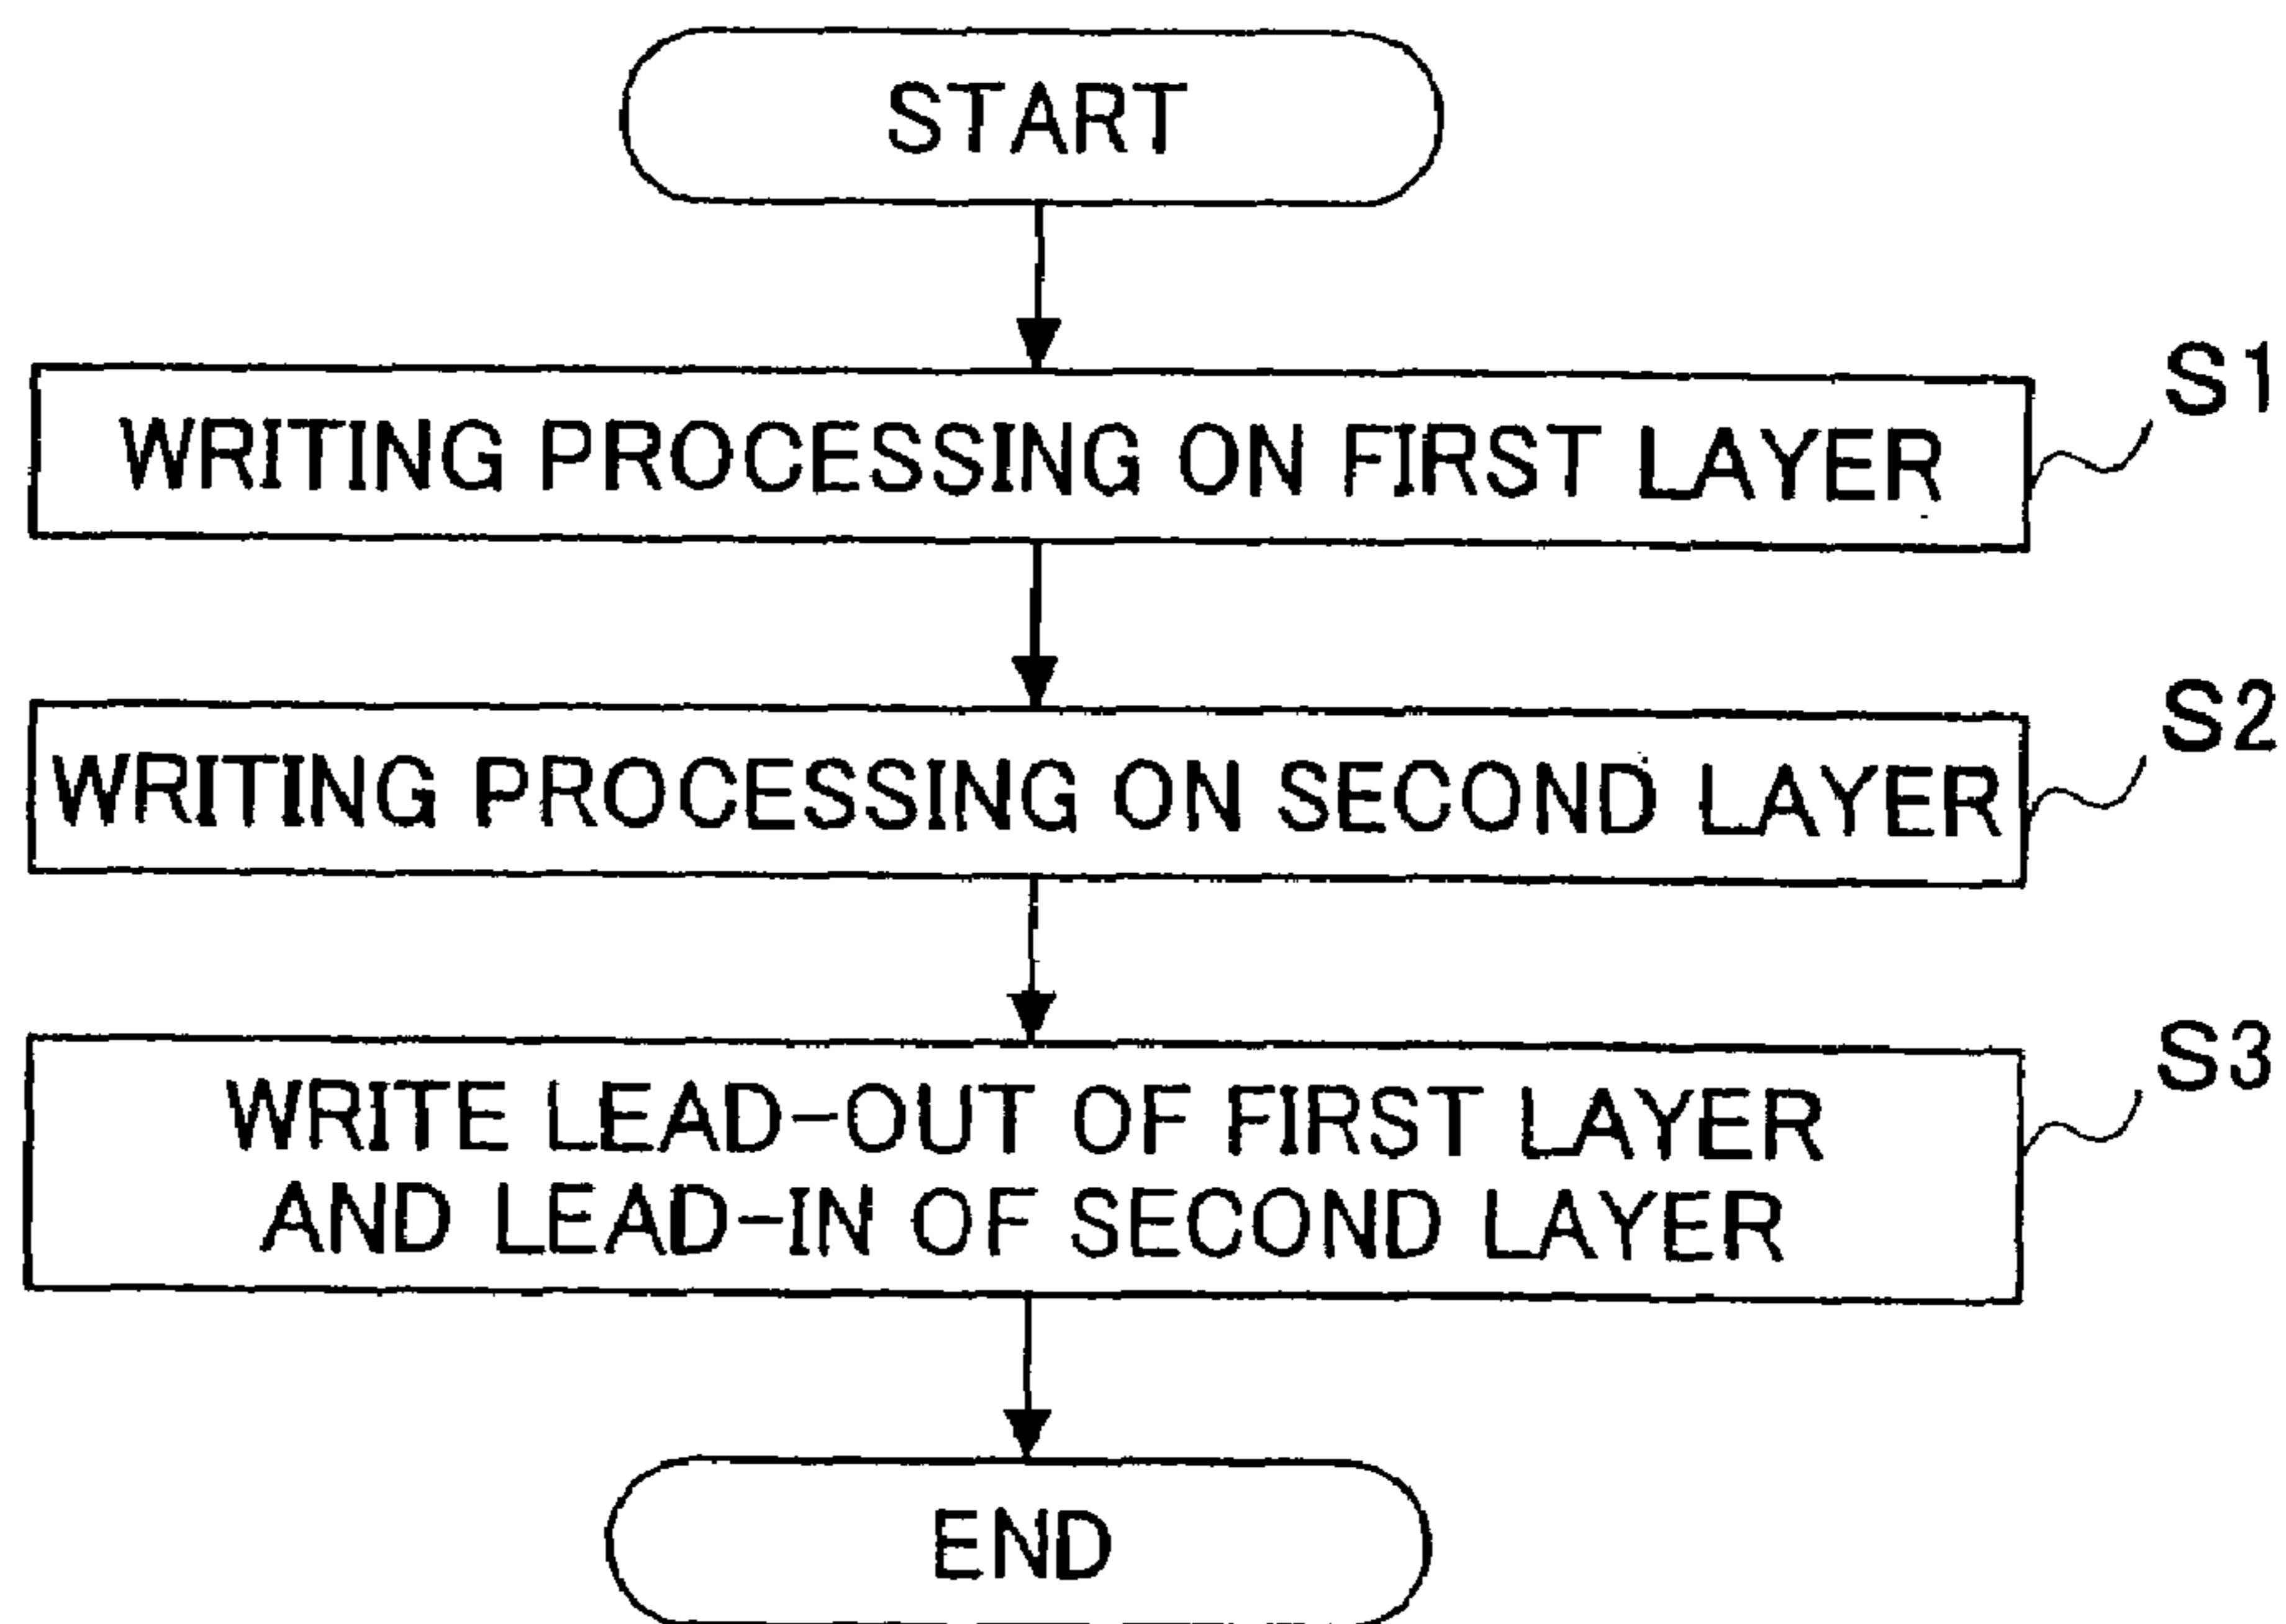 START
WRITING PROCESSING ON FIRST LAYER
S1
WRITING PROCESSING ON SECOND LAYER
S2
WRITE LEAD-OUT OF FIRST LAYER
AND LEAD-IN OF SECOND LAYER
S3
END